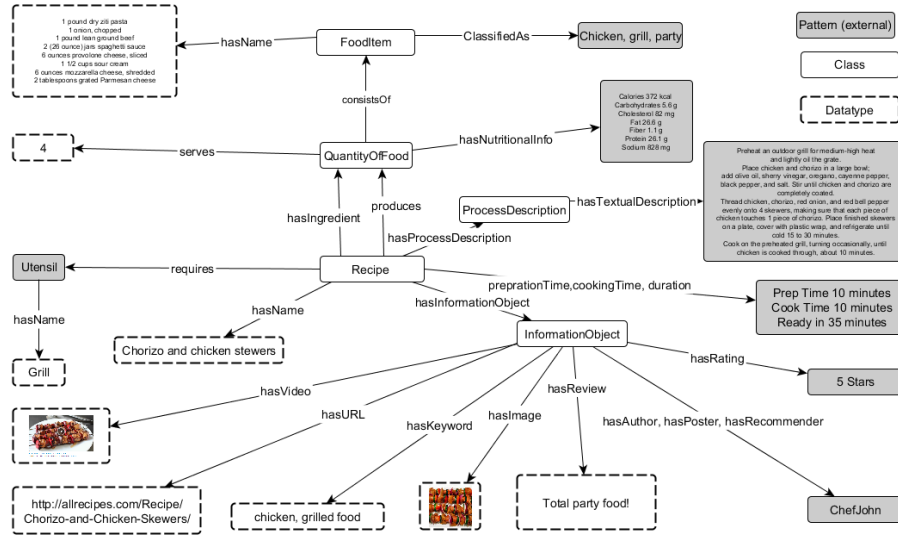 1 pound dry ziti pasta
1 onion, chopped
1 pound lean ground beef
2 (26 ounce) jars spaghetti sauce
6 ounces provolone cheese, sliced
1 1/2 cups sour cream
6 ounces mozzarella cheese, shredded
2 tablespoons grated Parmesan cheese
hasName
FoodItem
ClassifiedAs
Chicken, grill, party
Pattern (external)
Class
Datatype
consistsOf
4
serves
QuantityOfFood
hasNutritionalInfo
Calories 372 kcal
Carbohydrates 5.6 g
Cholesterol 82 mg
Fat 26.6 g
Fiber 1.1 g
Protein 26.1 g
Sodium 828 mg
Preheat an outdoor grill for medium-high heat
and lightly oil the grate.
Place chicken and chorizo in a large bowl;
add olive oil, sherry vinegar, oregano, cayenne pepper,
black pepper, and salt. Stir until chicken and chorizo are
completely coated.
Thread chicken, chorizo, red onion, and red bell pepper
evenly onto 4 skewers, making sure that each piece of
chicken touches 1 piece of chorizo. Place finished skewers
on a plate, cover with plastic wrap, and refrigerate until
cold 15 to 30 minutes.
Cook on the preheated grill, turning occasionally, until
chicken is cooked through, about 10 minutes.
hasIngredient
produces
ProcessDescription
hasTextualDescription
hasProcessDescription
Utensil
requires
Recipe
preprationTime,cookingTime, duration
Prep Time 10 minutes
Cook Time 10 minutes
Ready in 35 minutes
hasName
Grill
hasName
Chorizo and chicken stewers
hasInformationObject
InformationObject
hasRating
5 Stars
hasVideo
hasURL
hasKeyword
hasImage
hasReview
hasAuthor, hasPoster, hasRecommender
http://allrecipes.com/Recipe/
Chorizo-and-Chicken-Skewers/
chicken, grilled food
Total party food!
ChefJohn